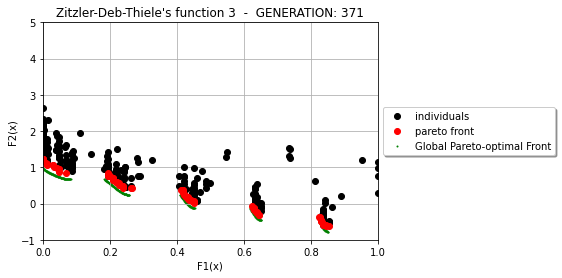 Zitzler-Deb-Thiele's function 3  -  GENERATION: 371
5
4
3
2
1
0
−1
F2(x)
0.0 0.2 0.4 0.6 0.8 1.0
F1(x)
individuals
pareto front
Global Pareto-optimal Front